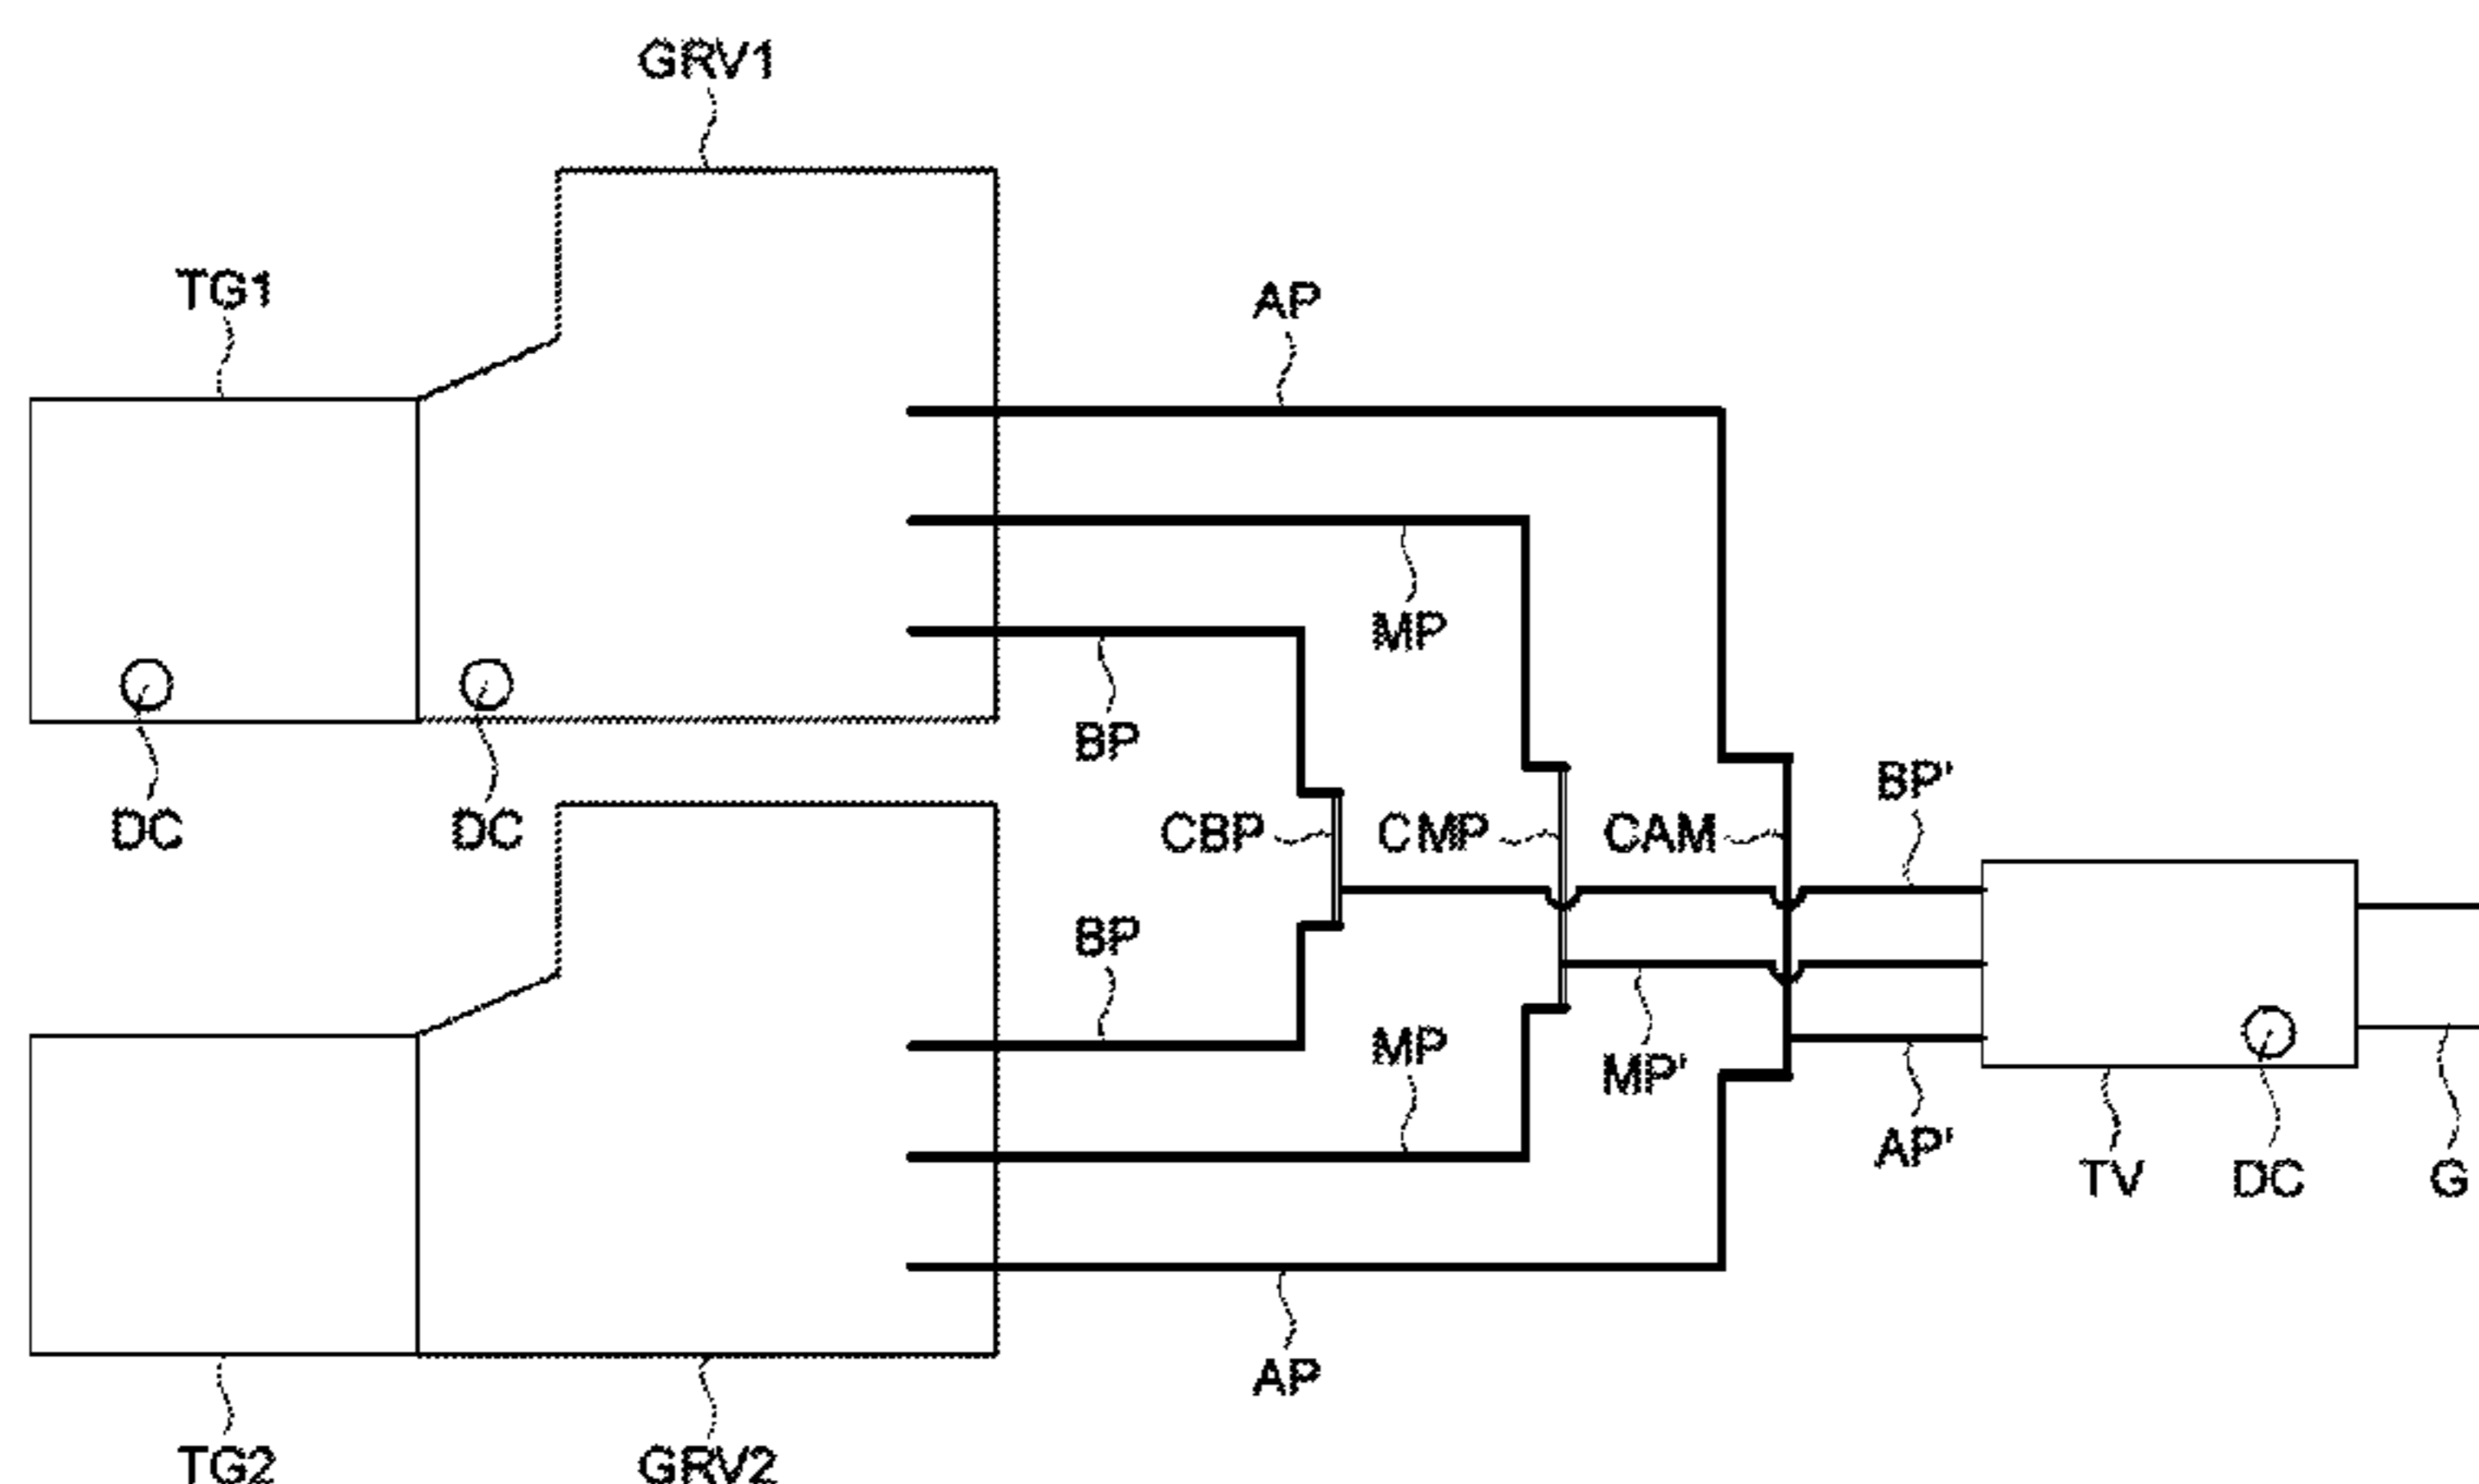 GRV1
TG1
AP
MP
BP
DC DC
CBP CMP CAM BP'
BP
MP MP'
AP'
TV DC G
AP
TG2 GRV2